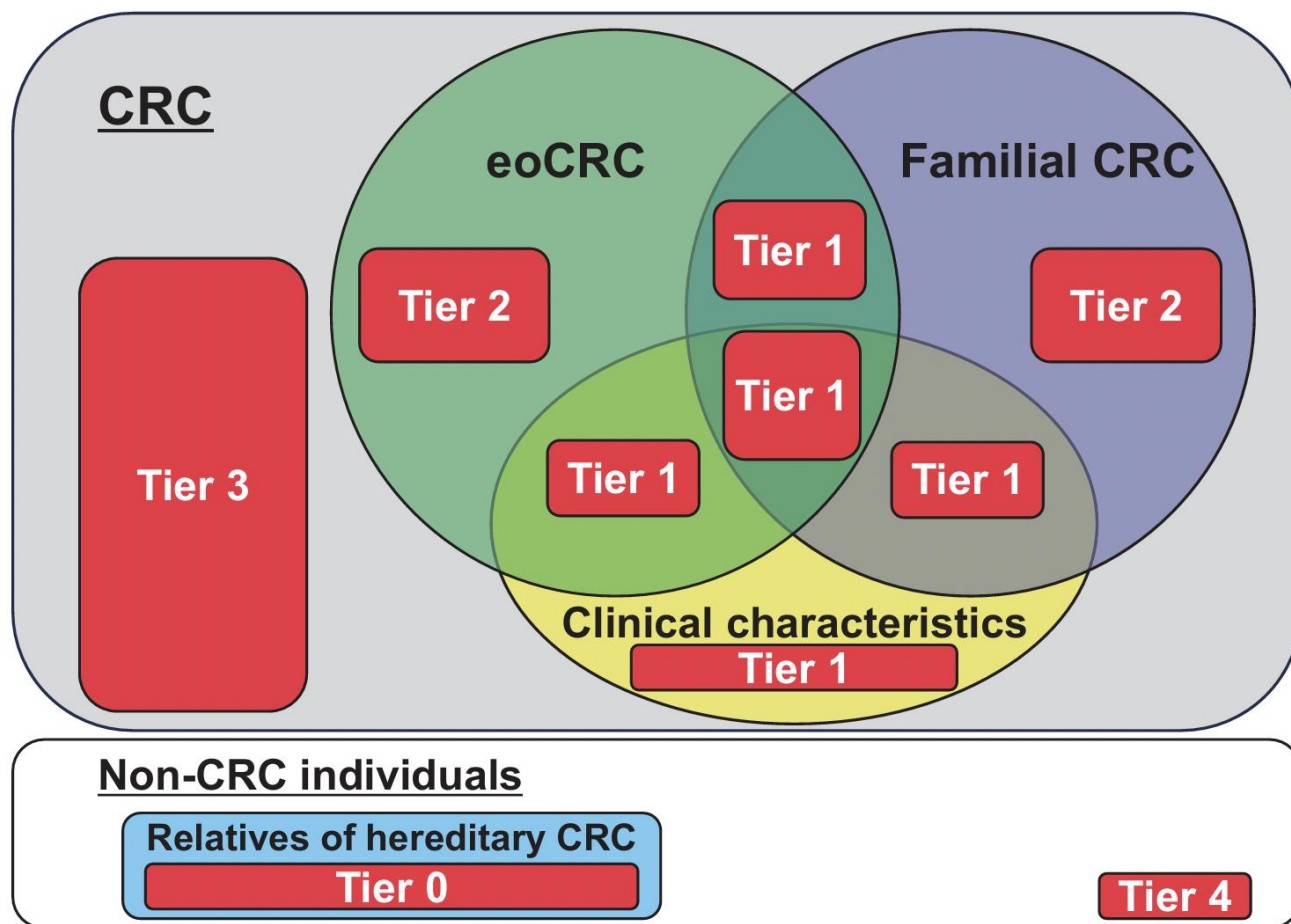 CRC
eoCRC
Familial CRC
Tier 1
Tier 2
Tier 2
Tier 1
Tier 3
Tier 1
Tier 1
Clinical characteristics
Tier 1
Non-CRC individuals
Relatives of hereditary CRC
Tier 0
Tier 4